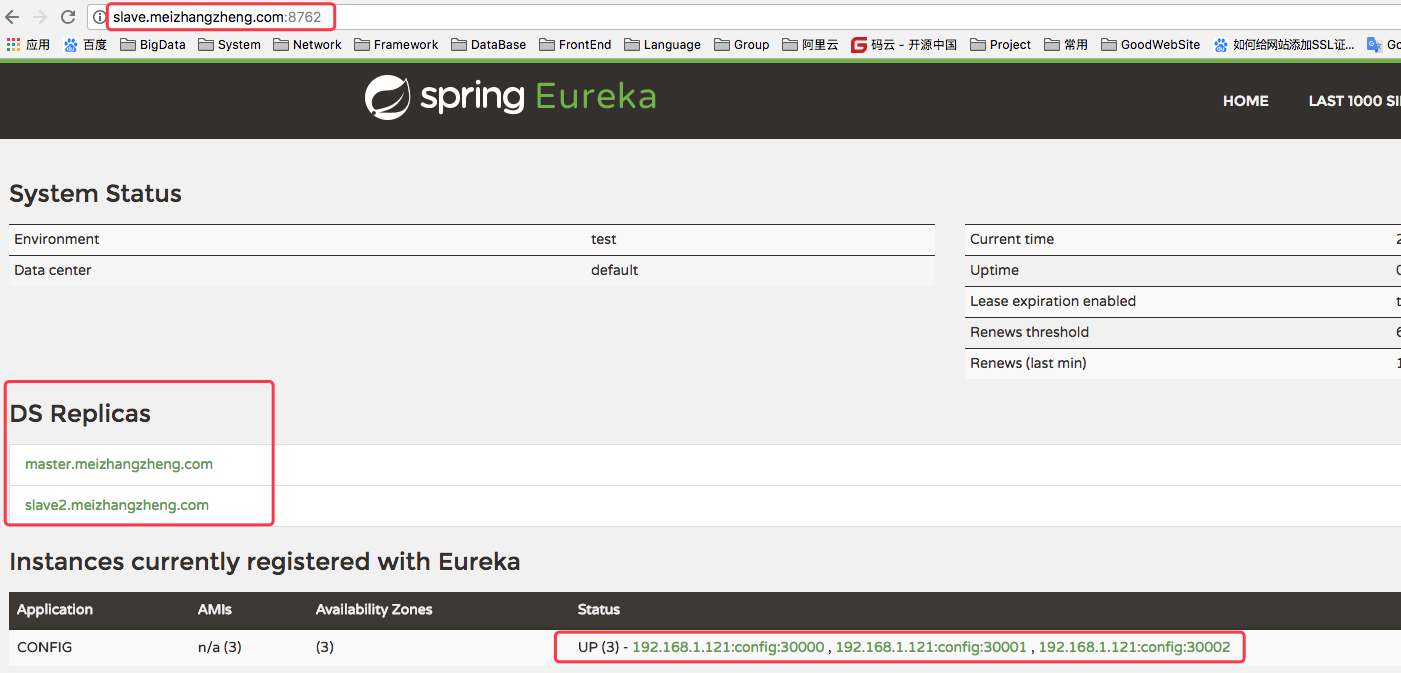 slave.meizhangzheng.com:8762
应用 百度 BigData System Network Framework DataBase FrontEnd Language Group 阿里云 码云 - 开源中国 Project 常用 GoodWebSite 如何给网站添加SSL证... Go
spring Eureka
HOME LAST 1000 SI
System Status
Environment test
Data center default
Current time 2
Uptime 0
Lease expiration enabled t
Renews threshold 6
Renews (last min) 1
DS Replicas
master.meizhangzheng.com
slave2.meizhangzheng.com
Instances currently registered with Eureka
Application AMIs Availability Zones Status
CONFIG n/a (3) (3) UP (3) - 192.168.1.121:config:30000 , 192.168.1.121:config:30001 , 192.168.1.121:config:30002